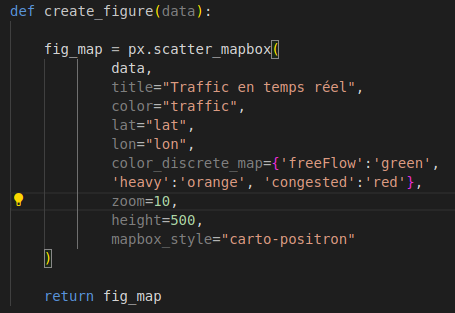 def create_figure(data):
fig_map = px.scatter_mapbox(
data,
title="Traffic en temps réel",
color="traffic",
lat="lat",
lon="lon",
color_discrete_map={'freeFlow':'green',
'heavy':'orange', 'congested':'red'},
zoom=10,
height=500,
mapbox_style="carto-positron"
)
return fig_map